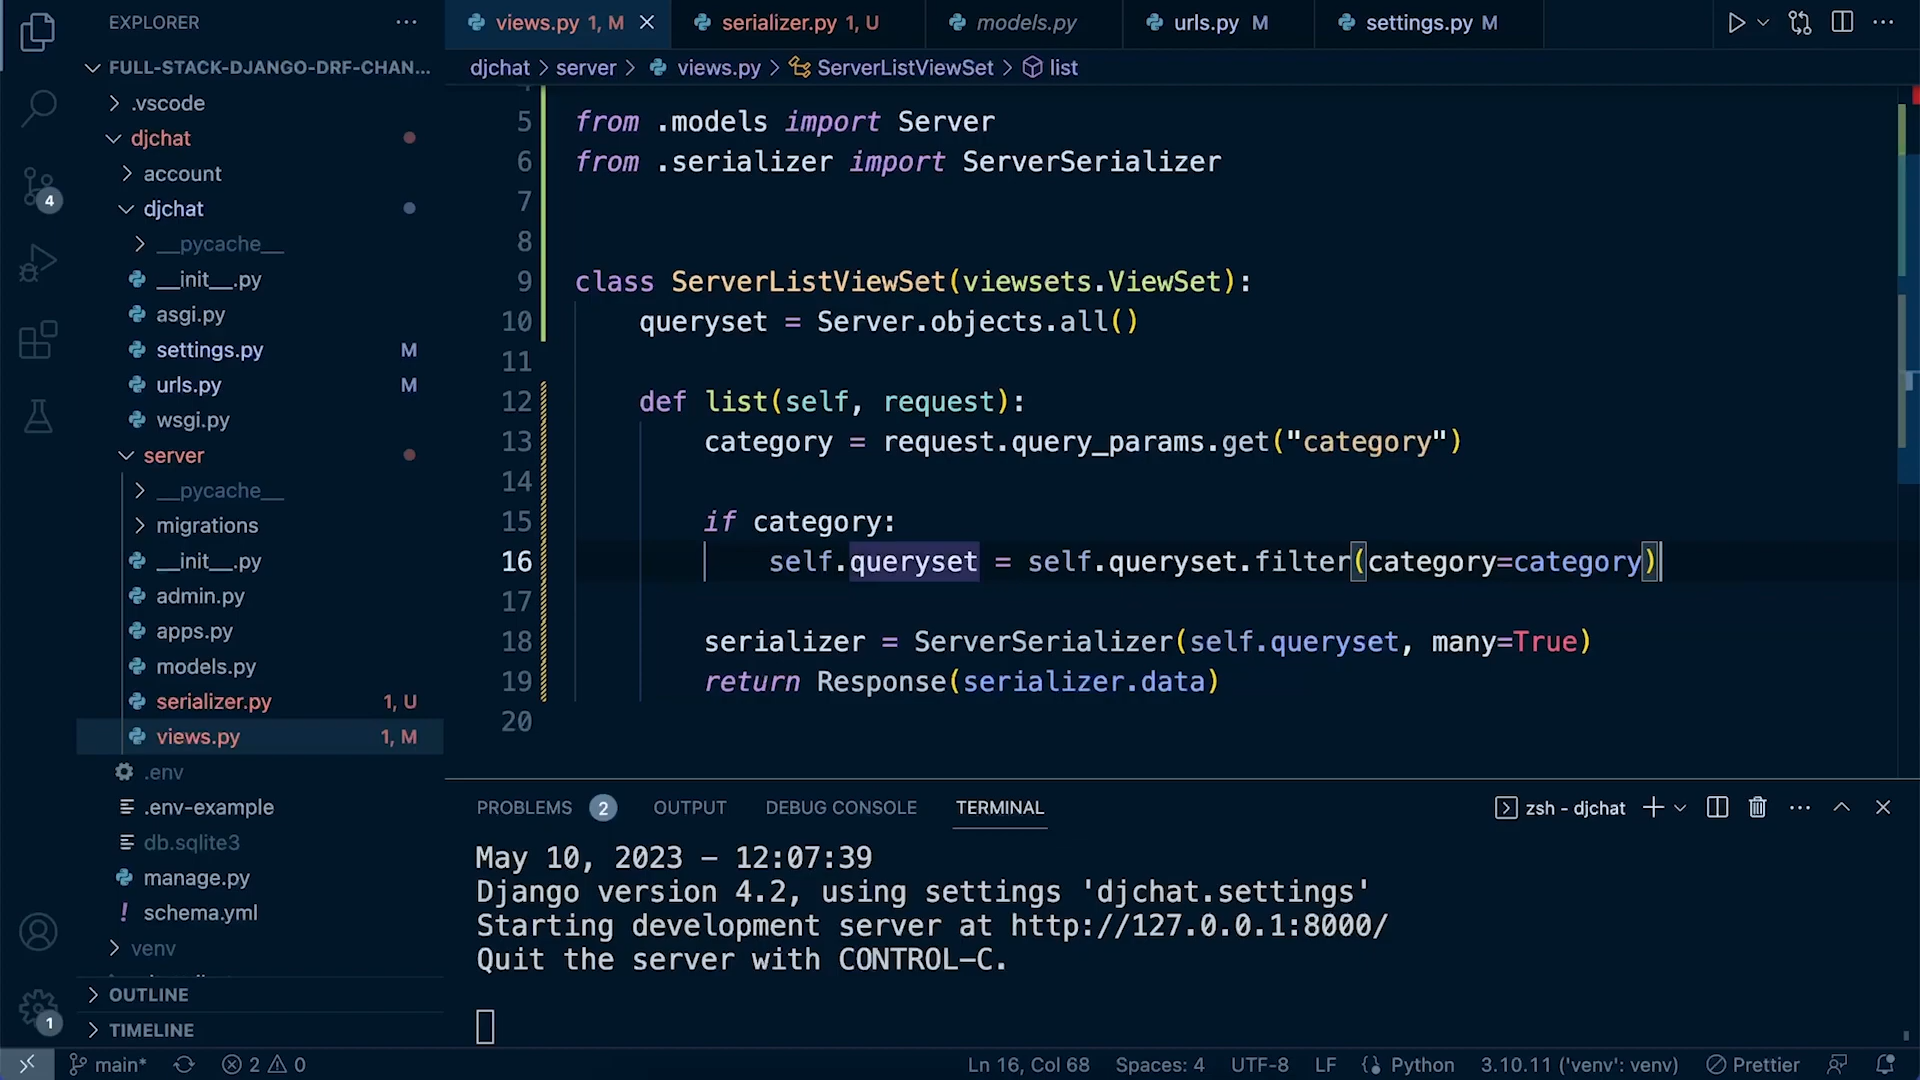 EXPLORER
FULL-STACK-DJANGO-DRF-CHAN...
.vscode
djchat
account
djchat
__pycache__
__init__.py
asgi.py
settings.py M
urls.py M
wsgi.py
server
__pycache__
migrations
__init__.py
admin.py
apps.py
models.py
serializer.py 1, U
views.py 1, M
.env
.env-example
db.sqlite3
manage.py
schema.yml
venv
OUTLINE
TIMELINE
4
1
views.py 1, M
serializer.py 1, U
models.py
urls.py M
settings.py M
djchat > server > views.py > ServerListViewSet > list
5 from .models import Server
6 from .serializer import ServerSerializer
7
8
9 class ServerListViewSet(viewsets.ViewSet):
10 queryset = Server.objects.all()
11
12 def list(self, request):
13 category = request.query_params.get("category")
14
15 if category:
16 self.queryset = self.queryset.filter(category=category)
17
18 serializer = ServerSerializer(self.queryset, many=True)
19 return Response(serializer.data)
20
PROBLEMS 2 OUTPUT DEBUG CONSOLE TERMINAL zsh - djchat
May 10, 2023 - 12:07:39
Django version 4.2, using settings 'djchat.settings'
Starting development server at http://127.0.0.1:8000/
Quit the server with CONTROL-C.
main* 2 0 Ln 16, Col 68 Spaces: 4 UTF-8 LF Python 3.10.11 ('venv': venv) Prettier